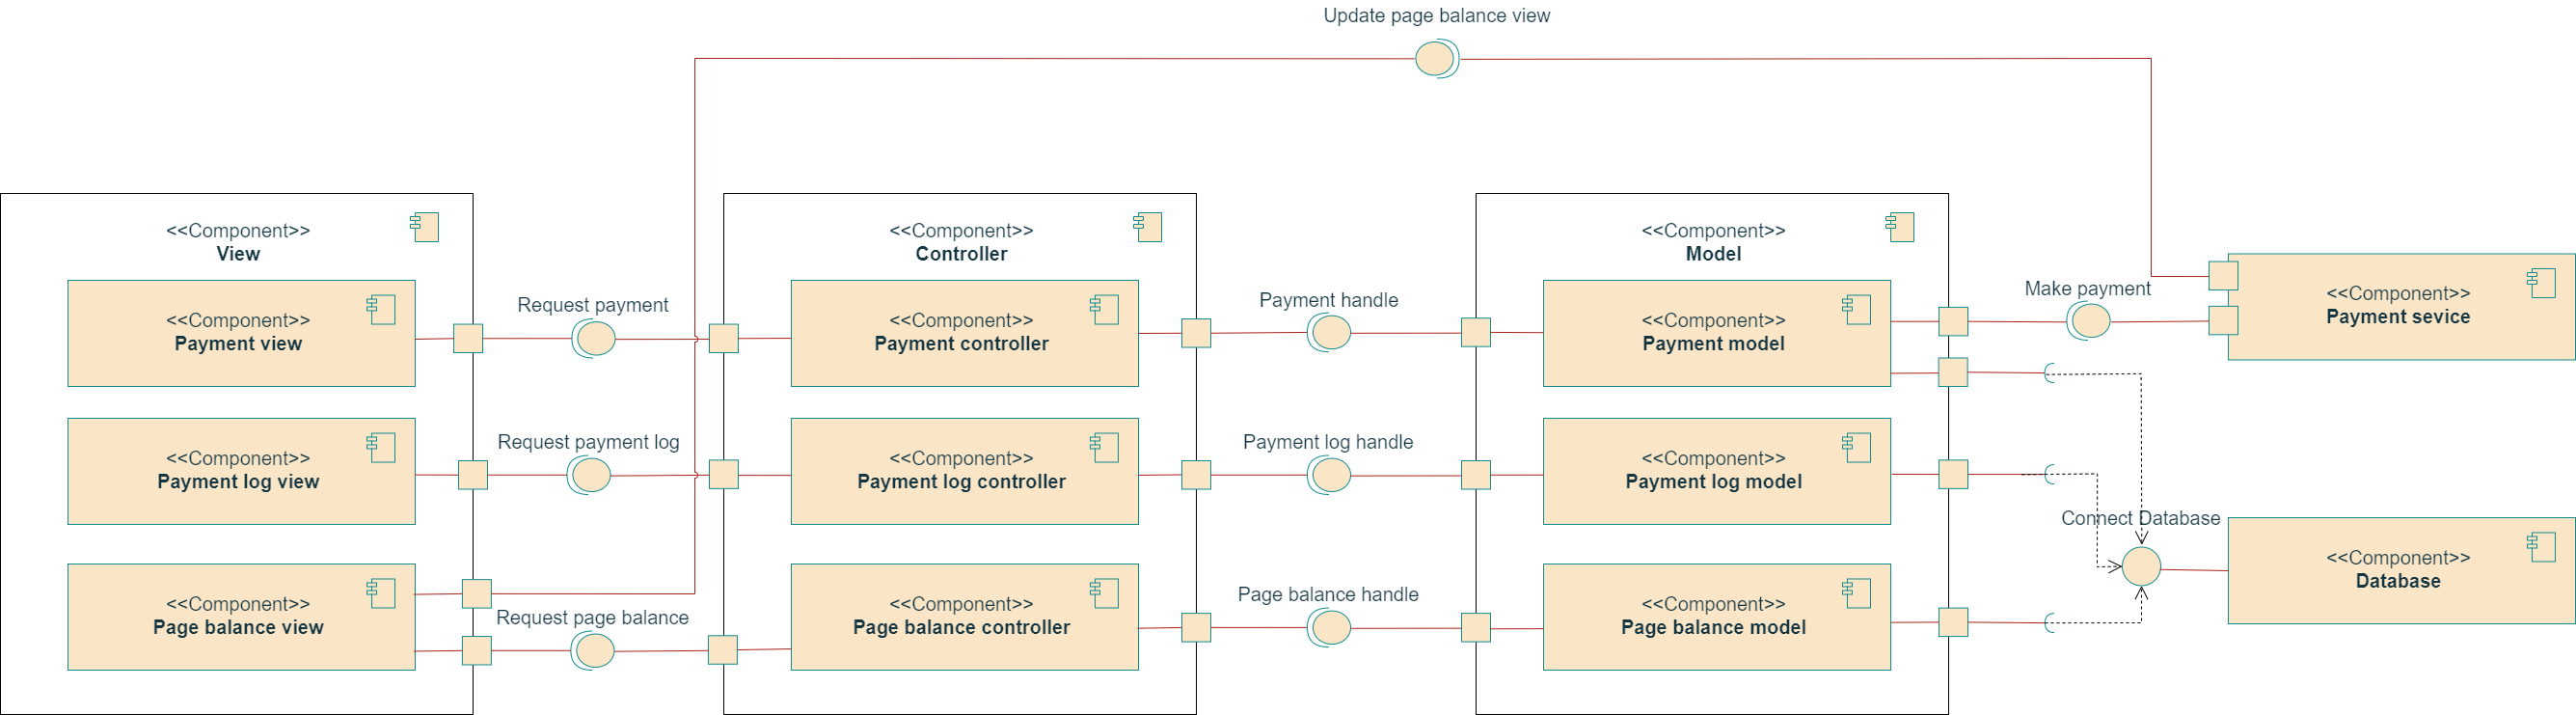 Update page balance view
<<Component>>
View
<<Component>>
Payment view
<<Component>>
Payment log view
<<Component>>
Page balance view
Request payment
Request payment log
Request page balance
<<Component>>
Controller
<<Component>>
Payment controller
<<Component>>
Payment log controller
<<Component>>
Page balance controller
Payment handle
Payment log handle
Page balance handle
<<Component>>
Model
<<Component>>
Payment model
<<Component>>
Payment log model
<<Component>>
Page balance model
Make payment
Connect Database
<<Component>>
Payment sevice
<<Component>>
Database